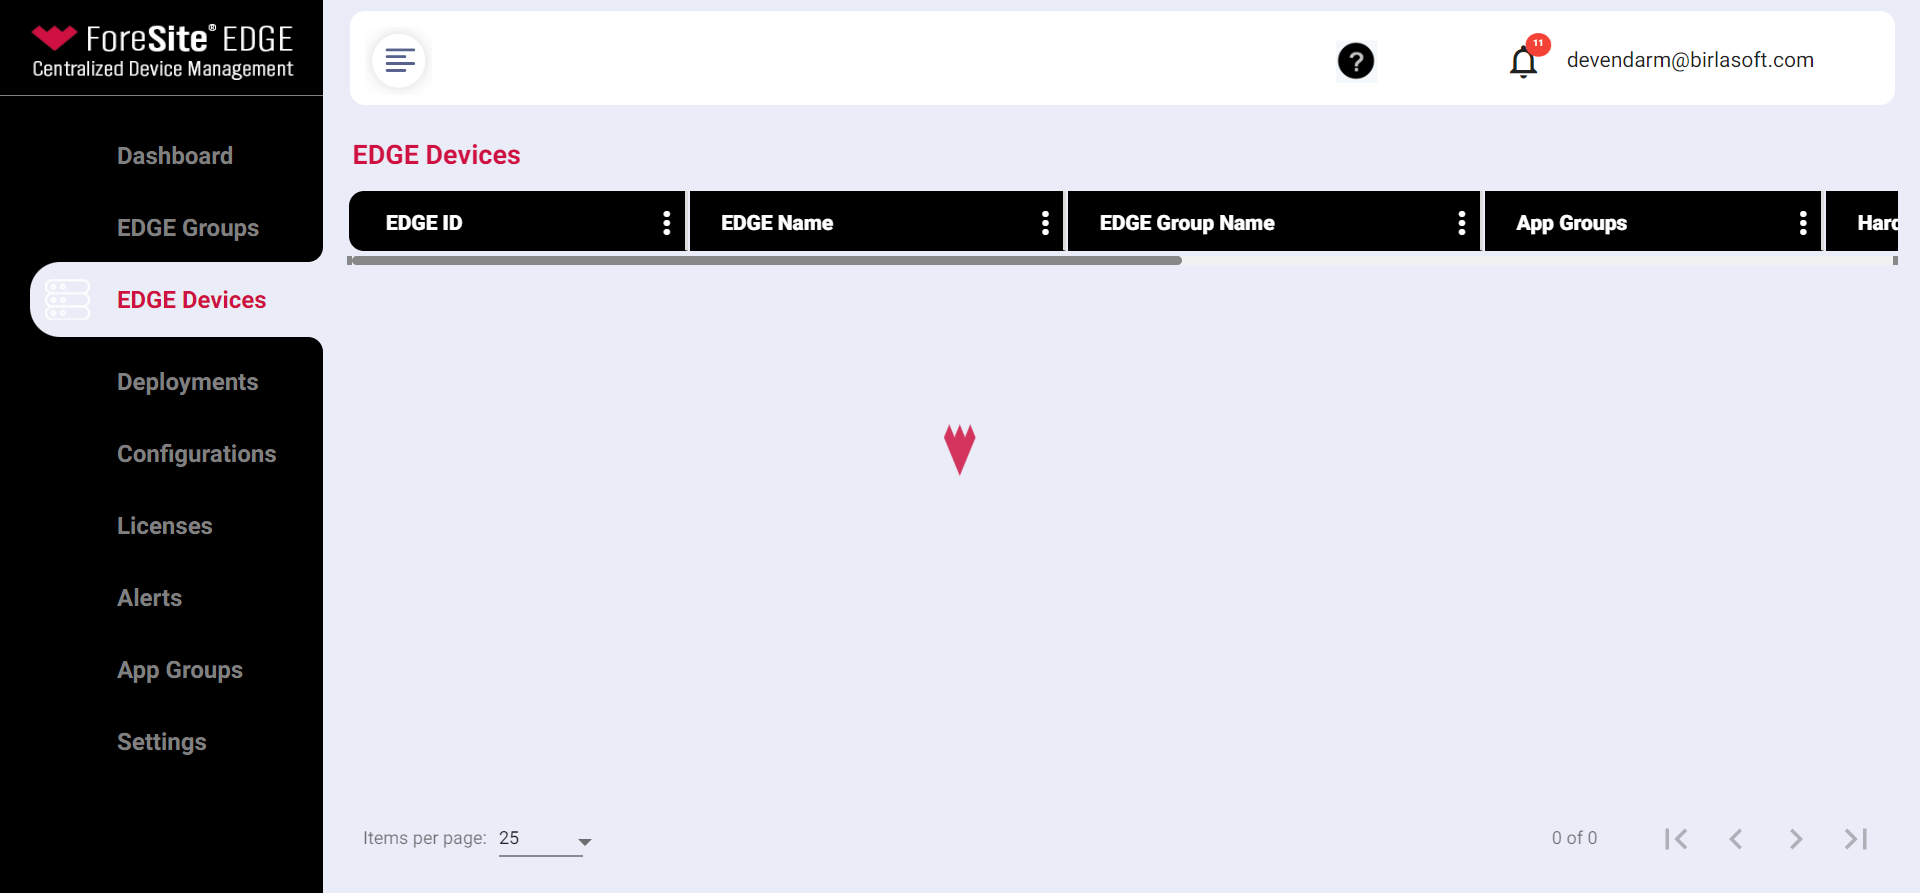 ForeSite® EDGE
Centralized Device Management
Dashboard
EDGE Groups
EDGE Devices
Deployments
Configurations
Licenses
Alerts
App Groups
Settings
?
11
devendarm@birlasoft.com
EDGE Devices
EDGE ID
EDGE Name
EDGE Group Name
App Groups
Hard
Items per page: 25
0 of 0